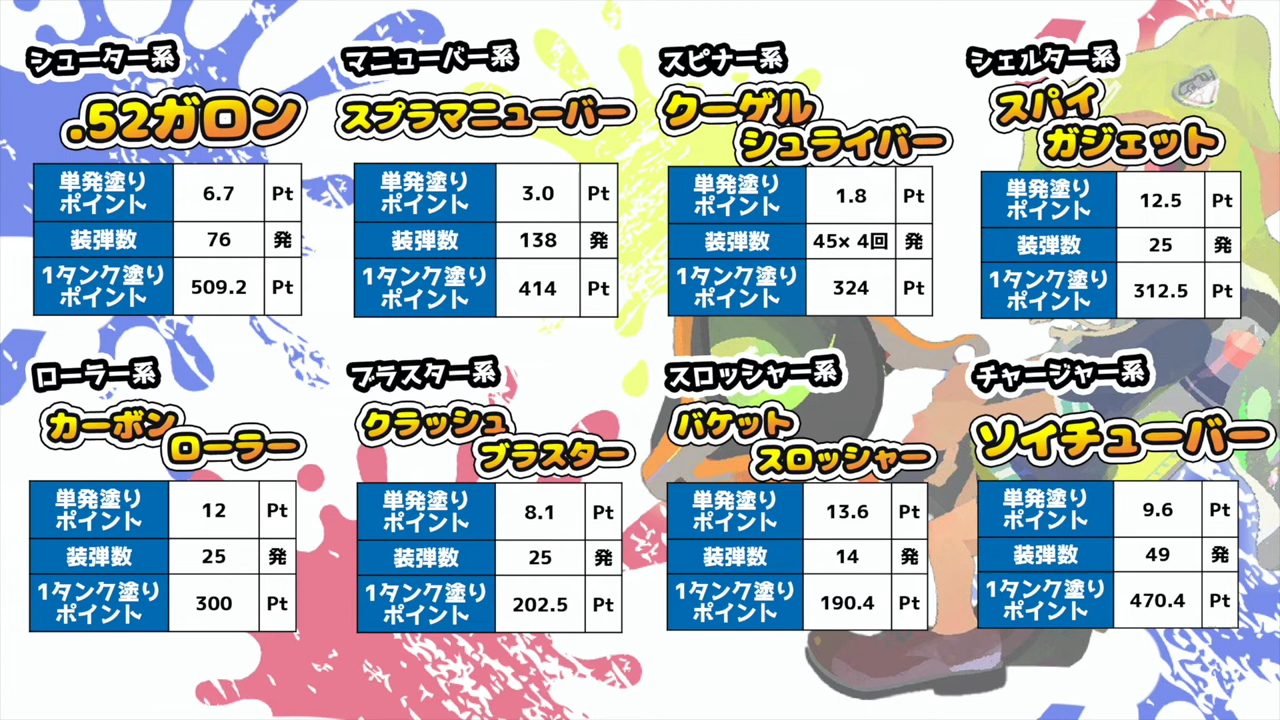 シューター系
.52ガロン
単発塗り
ポイント
6.7
Pt
装弾数
76
発
1タンク塗り
ポイント
509.2
Pt
マニューバー系
スプラマニューバー
単発塗り
ポイント
3.0
Pt
装弾数
138
発
1タンク塗り
ポイント
414
Pt
スピナー系
クーゲル
シュライバー
単発塗り
ポイント
1.8
Pt
装弾数
45× 4回
発
1タンク塗り
ポイント
324
Pt
シェルター系
スパイ
ガジェット
単発塗り
ポイント
12.5
Pt
装弾数
25
発
1タンク塗り
ポイント
312.5
Pt
ローラー系
カーボン
ローラー
単発塗り
ポイント
12
Pt
装弾数
25
発
1タンク塗り
ポイント
300
Pt
ブラスター系
クラッシュ
ブラスター
単発塗り
ポイント
8.1
Pt
装弾数
25
発
1タンク塗り
ポイント
202.5
Pt
スロッシャー系
バケット
スロッシャー
単発塗り
ポイント
13.6
Pt
装弾数
14
発
1タンク塗り
ポイント
190.4
Pt
チャージャー系
ソイチューバー
単発塗り
ポイント
9.6
Pt
装弾数
49
発
1タンク塗り
ポイント
470.4
Pt